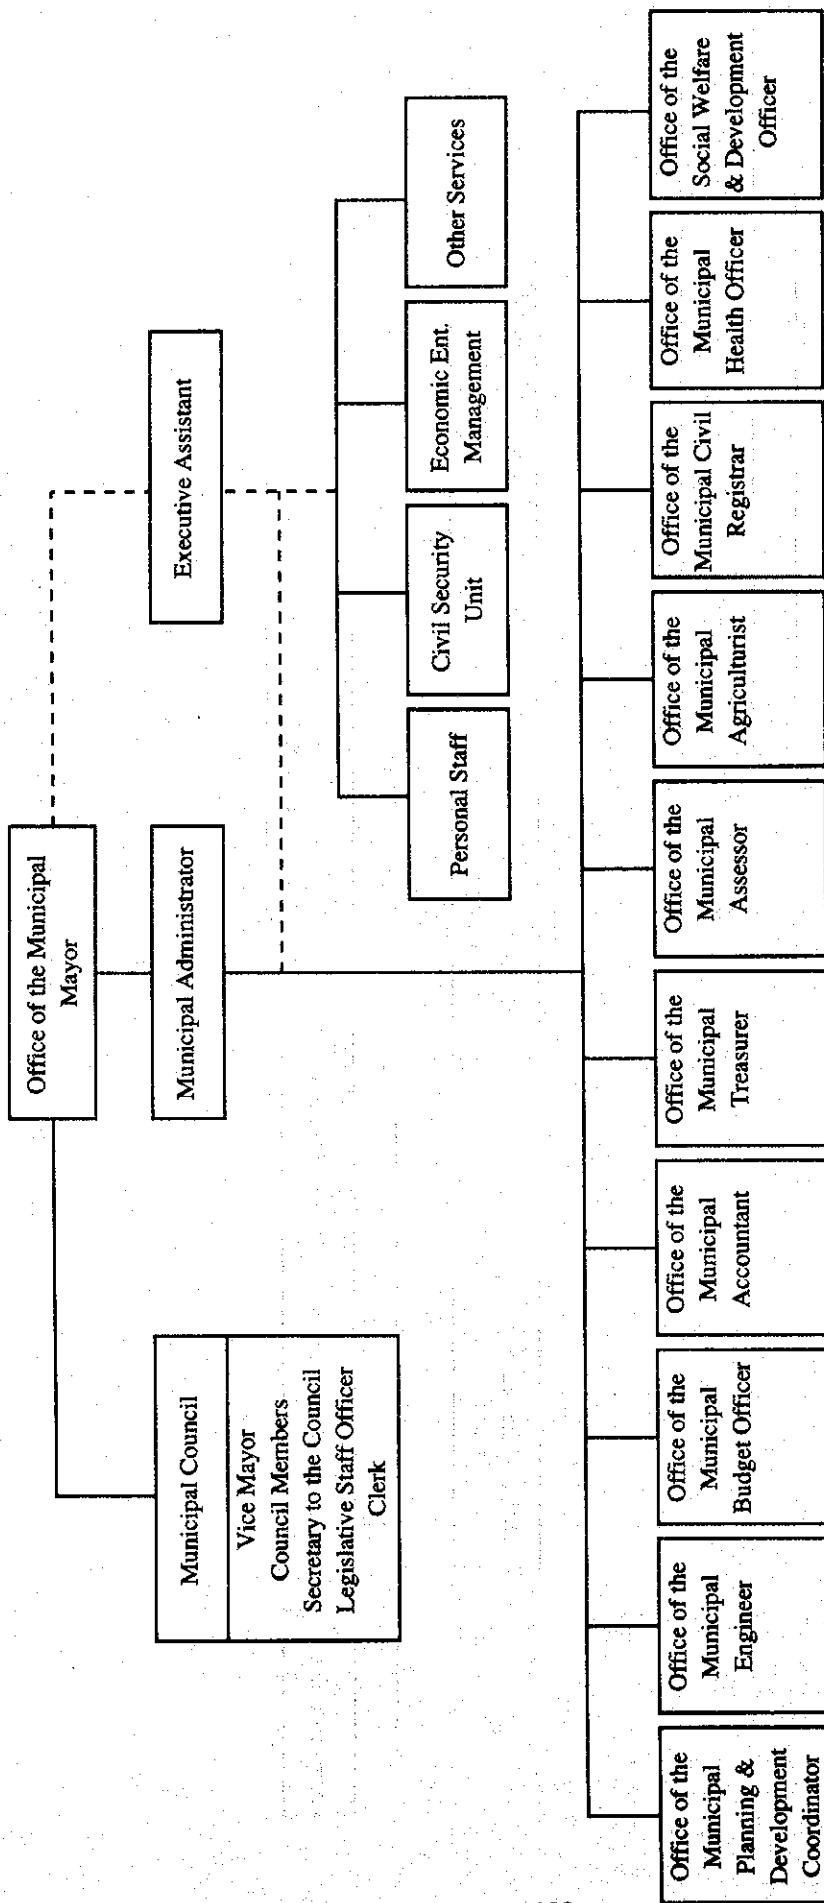 Office of the Municipal
Mayor
Municipal Council
Vice Mayor
Council Members
Secretary to the Council
Legislative Staff Officer
Clerk
Municipal Administrator
Executive Assistant
Personal Staff
Civil Security
Unit
Economic Ent.
Management
Other Services
Office of the
Municipal
Planning &
Development
Coordinator
Office of the
Municipal
Engineer
Office of the
Municipal
Budget Officer
Office of the
Municipal
Accountant
Office of the
Municipal
Treasurer
Office of the
Municipal
Assessor
Office of the
Municipal
Agriculturist
Office of the
Municipal Civil
Registrar
Office of the
Municipal
Health Officer
Office of the
Social Welfare
& Development
Officer